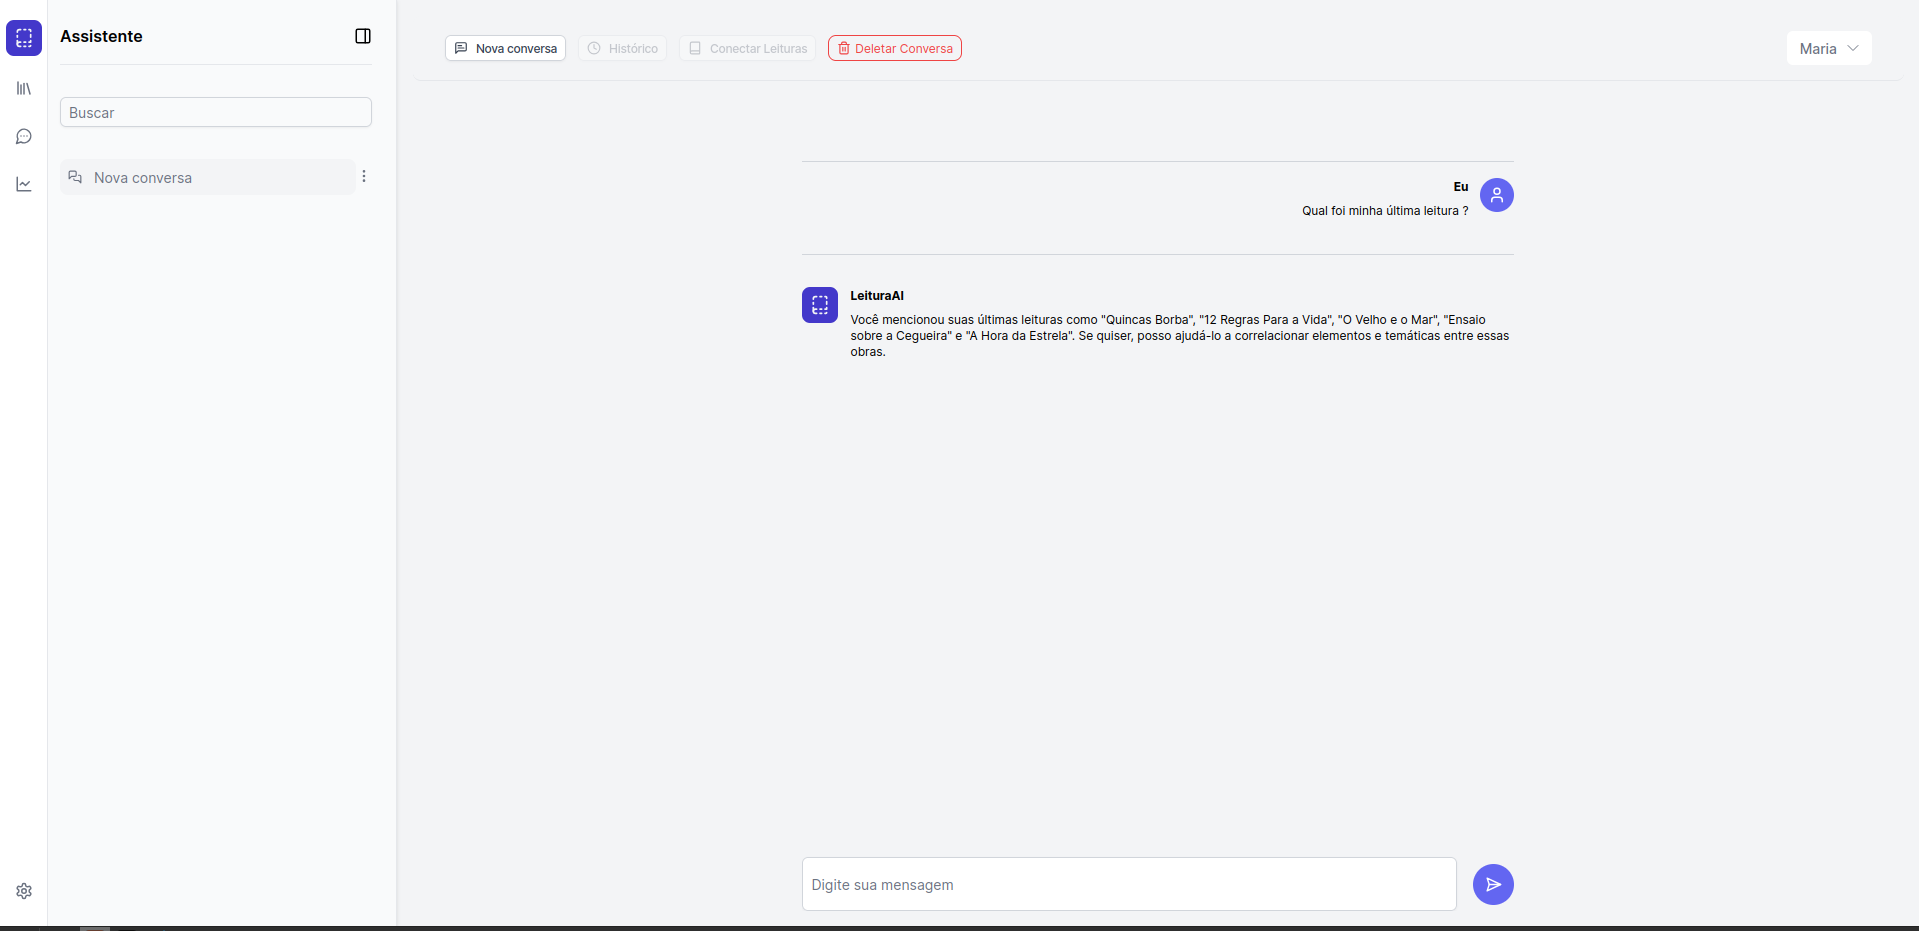 Assistente
Buscar
Nova conversa
Nova conversa
Histórico
Conectar Leituras
Deletar Conversa
Maria
Eu
Qual foi minha última leitura ?
LeituraAI
Você mencionou suas últimas leituras como "Quincas Borba", "12 Regras Para a Vida", "O Velho e o Mar", "Ensaio
sobre a Cegueira" e "A Hora da Estrela". Se quiser, posso ajudá-lo a correlacionar elementos e temáticas entre essas
obras.
Digite sua mensagem